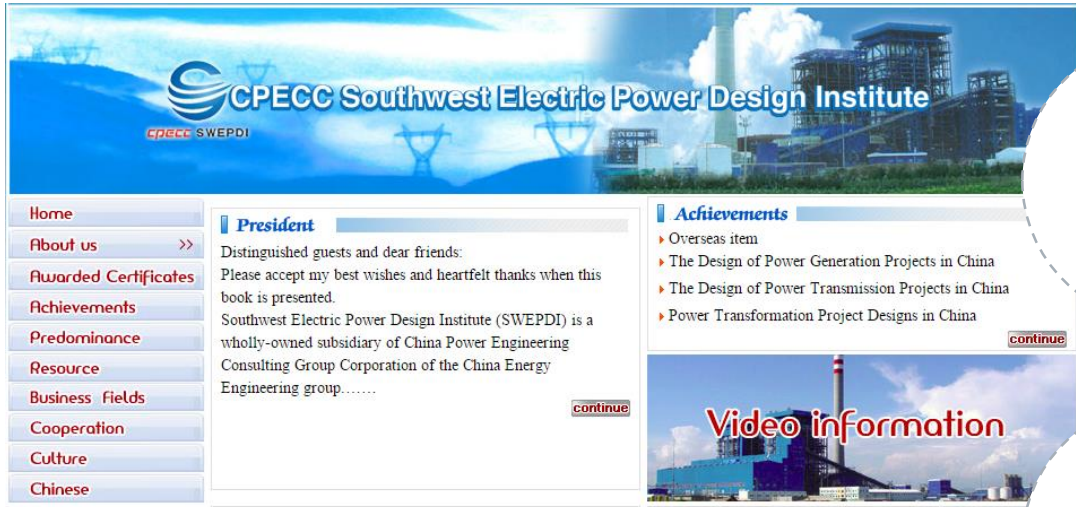 CPECC Southwest Electric Power Design Institute
cpecc SWEPDI
Home
About us >>
Awarded Certificates
Achievements
Predominance
Resource
Business Fields
Cooperation
Culture
Chinese
President
Distinguished guests and dear friends:
Please accept my best wishes and heartfelt thanks when this
book is presented.
Southwest Electric Power Design Institute (SWEPDI) is a
wholly-owned subsidiary of China Power Engineering
Consulting Group Corporation of the China Energy
Engineering group.......
continue
Achievements
Overseas item
The Design of Power Generation Projects in China
The Design of Power Transmission Projects in China
Power Transformation Project Designs in China
continue
Video information